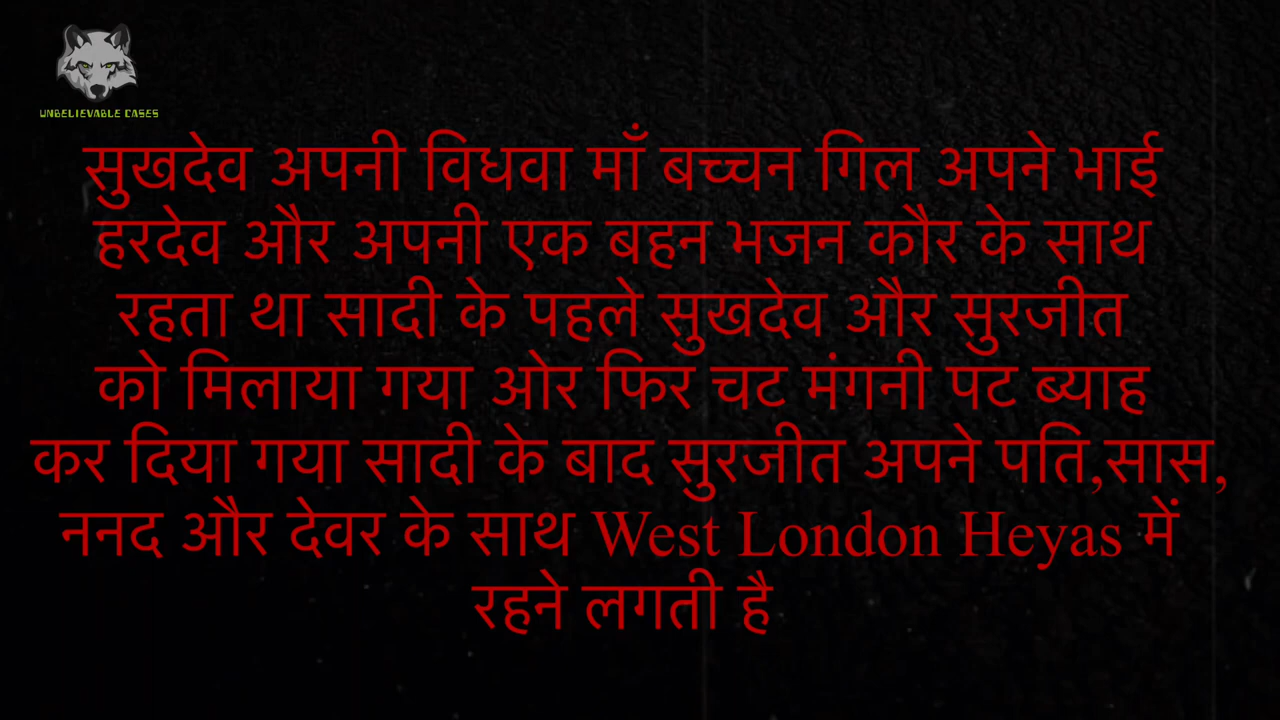 UNBELIEVABLE CASES
सुखदेव अपनी विधवा माँ बच्चन गिल अपने भाई
हरदेव और अपनी एक बहन भजन कौर के साथ
रहता था सादी के पहले सुखदेव और सुरजीत
को मिलाया गया ओर फिर चट मंगनी पट ब्याह
कर दिया गया सादी के बाद सुरजीत अपने पति,सास,
ननद और देवर के साथ West London Heyas में
रहने लगती है